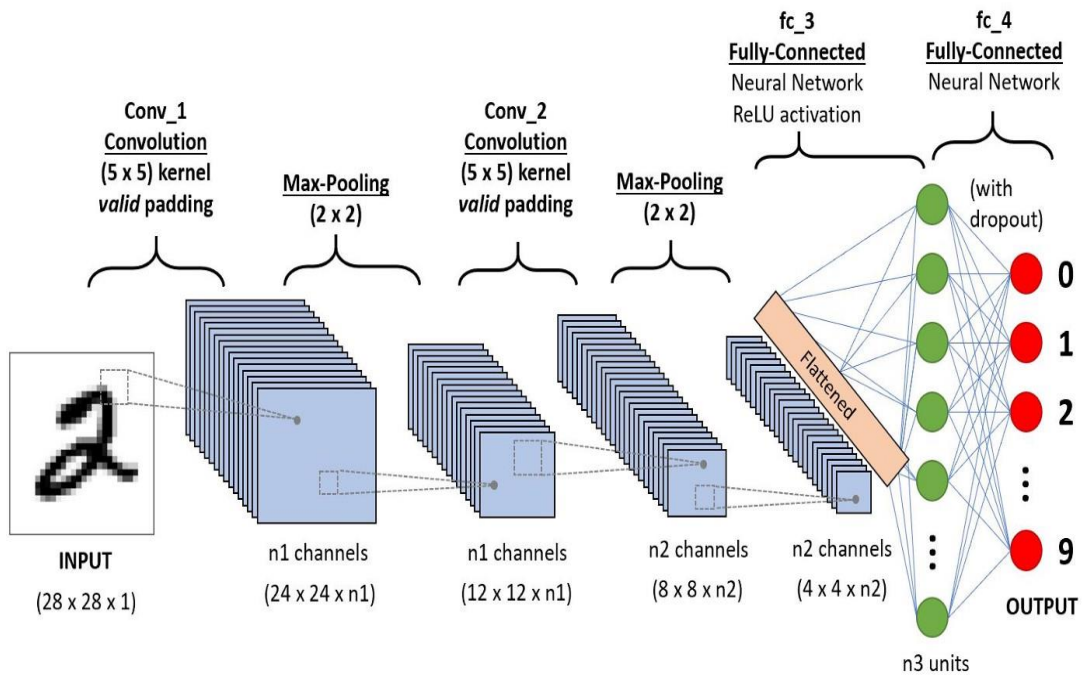 fc_3
Fully-Connected
Neural Network
ReLU activation
fc_4
Fully-Connected
Neural Network
Conv_1
Convolution
(5 x 5) kernel
valid padding
Max-Pooling
(2 x 2)
Conv_2
Convolution
(5 x 5) kernel
valid padding
Max-Pooling
(2 x 2)
(with
dropout)
Flattened
0
1
2
9
INPUT
(28 x 28 x 1)
n1 channels
(24 x 24 x n1)
n1 channels
(12 x 12 x n1)
n2 channels
(8 x 8 x n2)
n2 channels
(4 x 4 x n2)
OUTPUT
n3 units
2